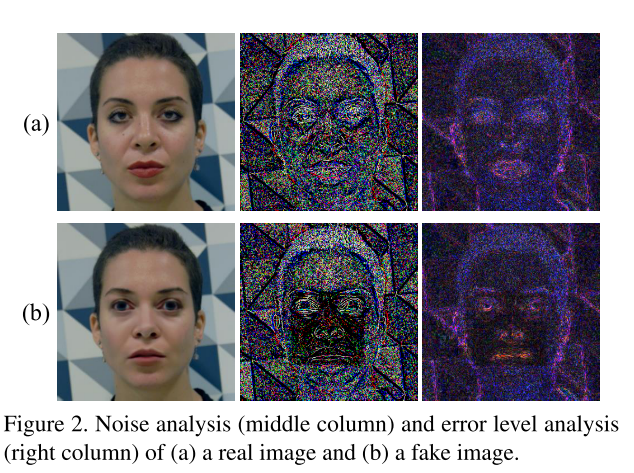 (a)
(b)
Figure 2. Noise analysis (middle column) and error level analysis
(right column) of (a) a real image and (b) a fake image.